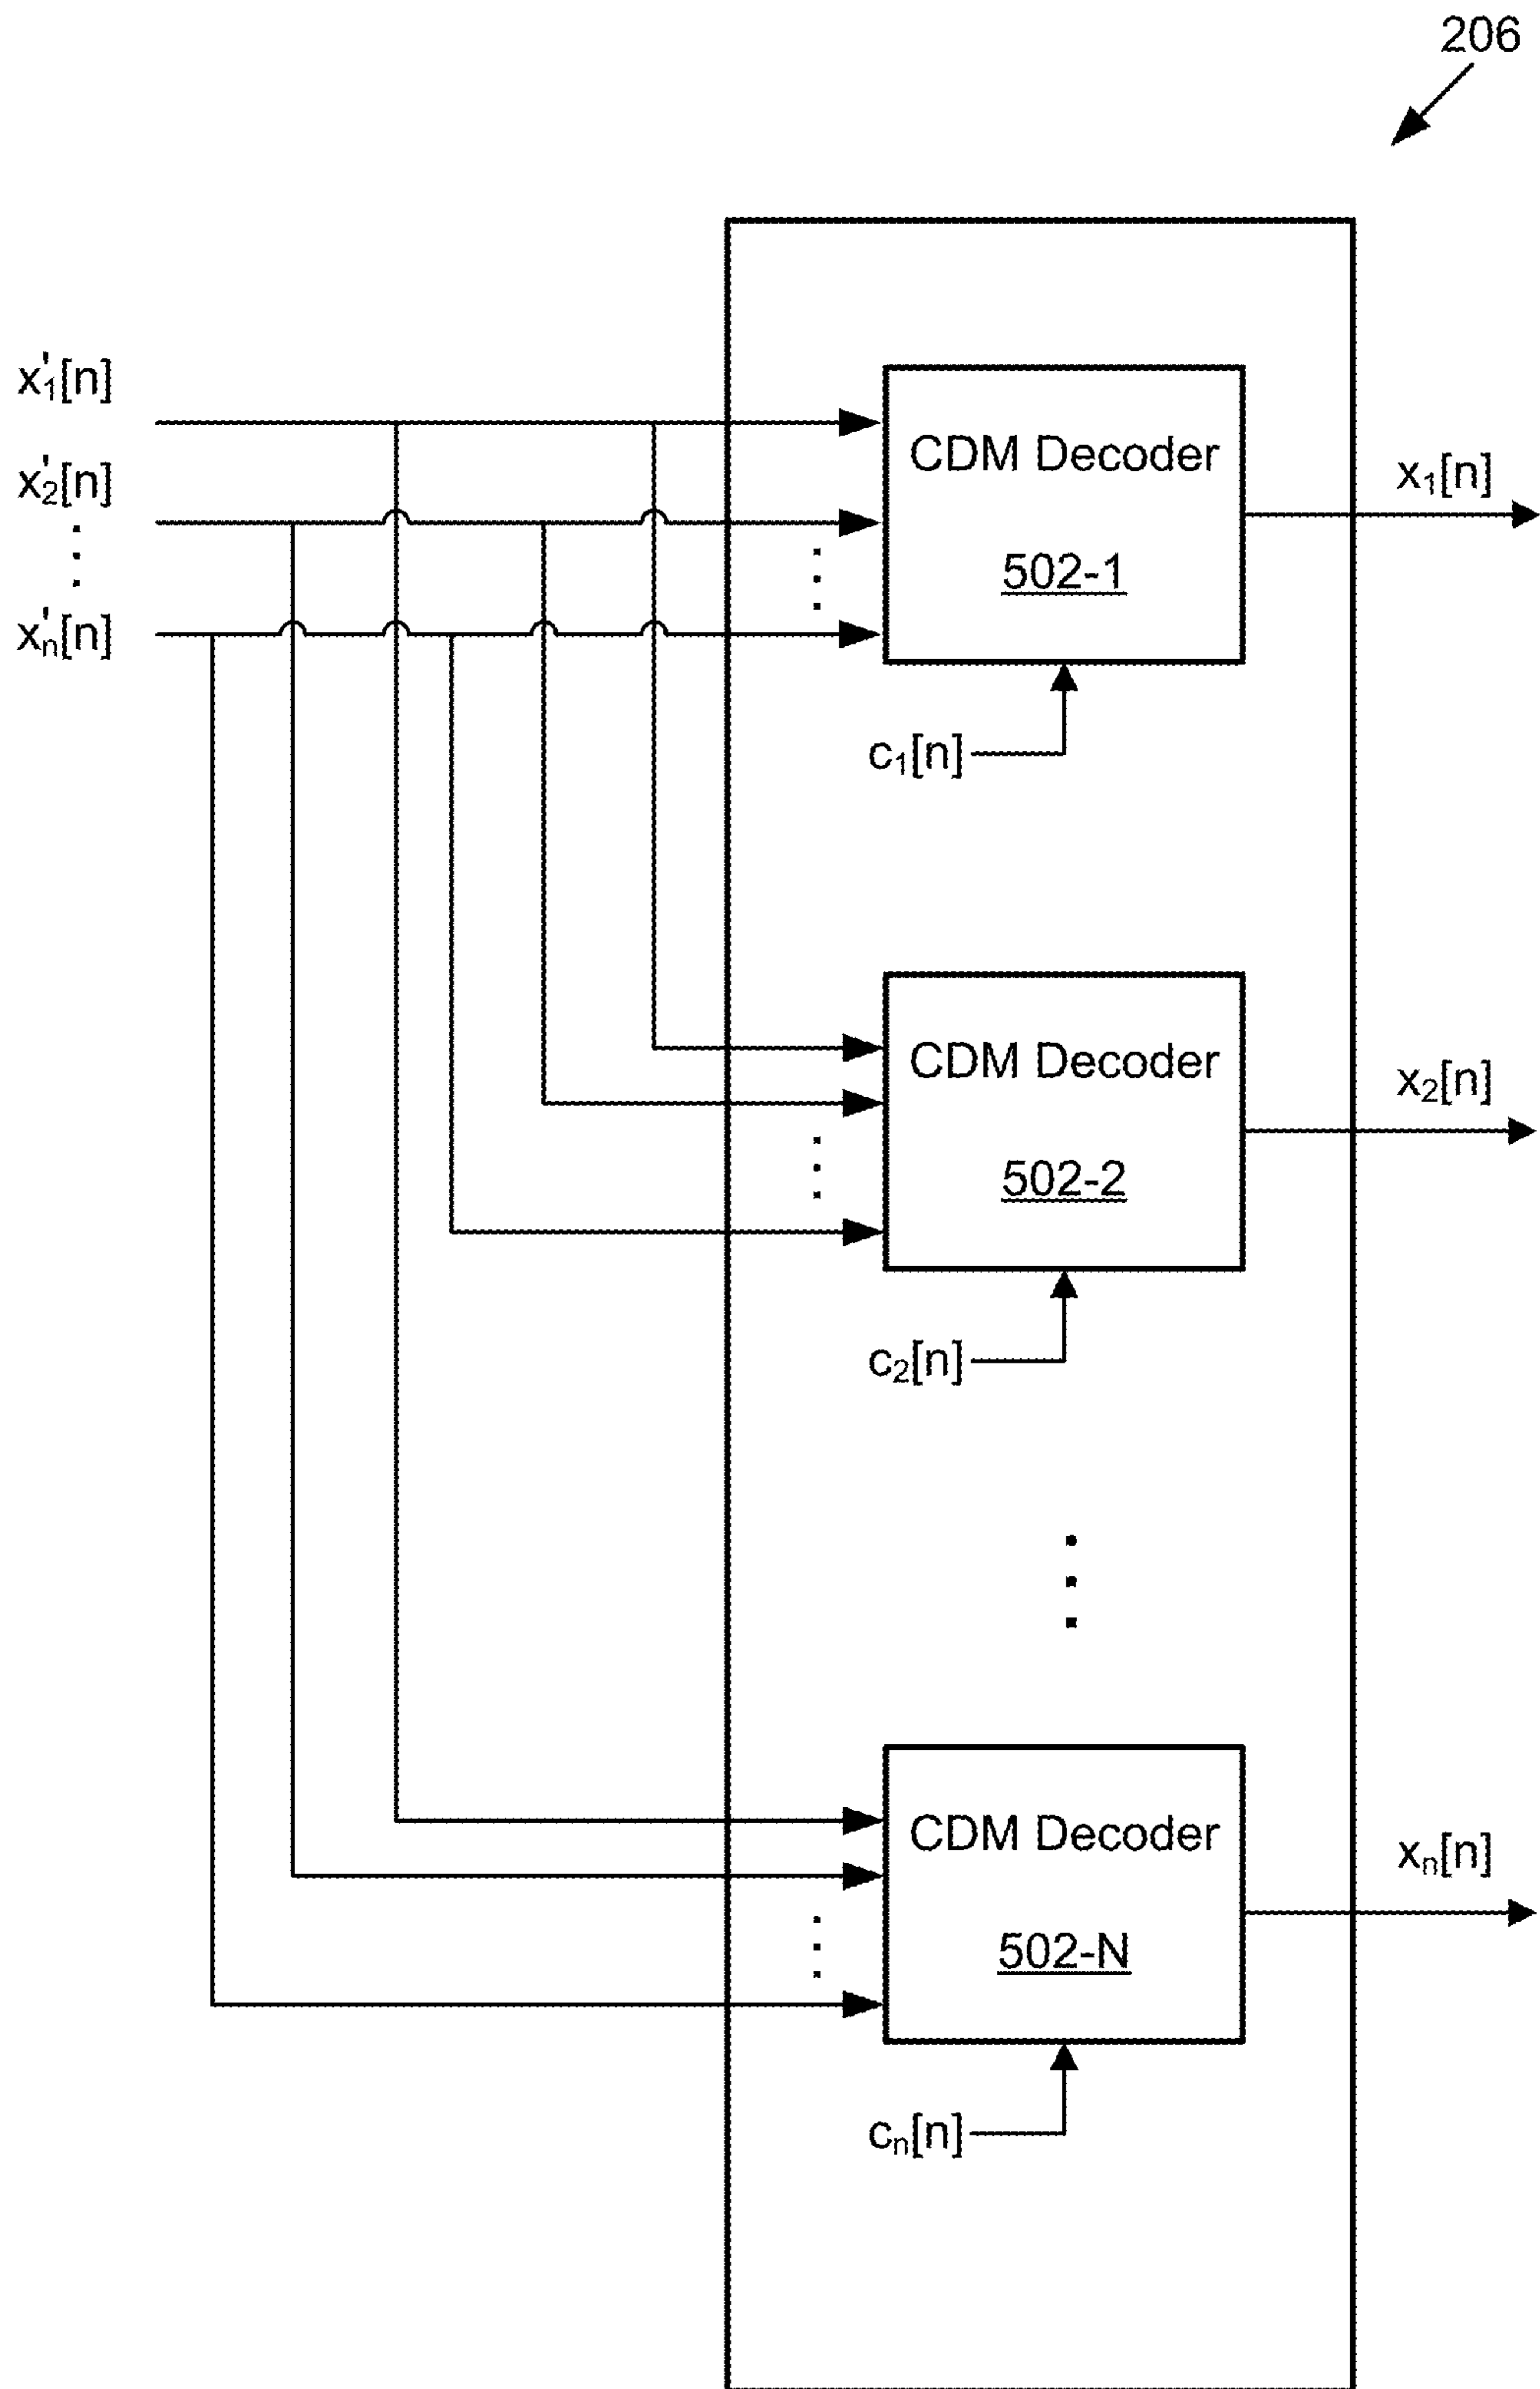 206
x'₁[n]
x'₂[n]
x'ₙ[n]
CDM Decoder
502-1
x₁[n]
c₁[n]
CDM Decoder
502-2
x₂[n]
c₂[n]
CDM Decoder
502-N
xₙ[n]
cₙ[n]